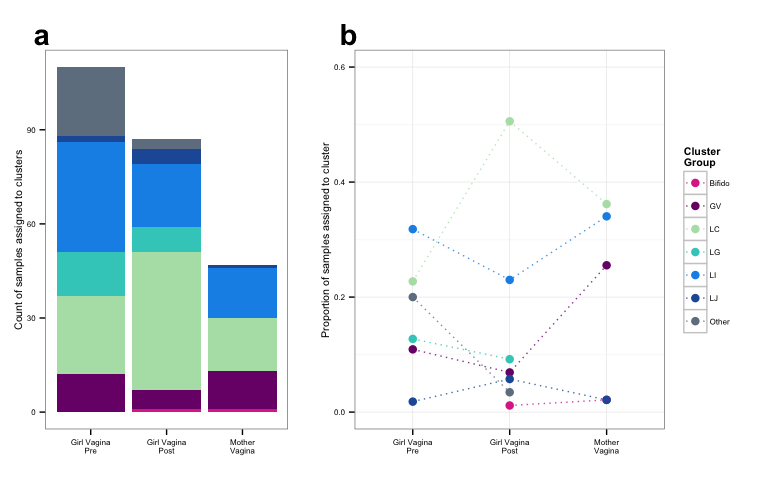 a
b
Count of samples assigned to clusters
90
60
30
0
Girl Vagina
Pre
Girl Vagina
Post
Mother
Vagina
Proportion of samples assigned to cluster
0.6
0.4
0.2
0.0
Girl Vagina
Pre
Girl Vagina
Post
Mother
Vagina
Cluster
Group
Bifido
GV
LC
LG
LI
LJ
Other